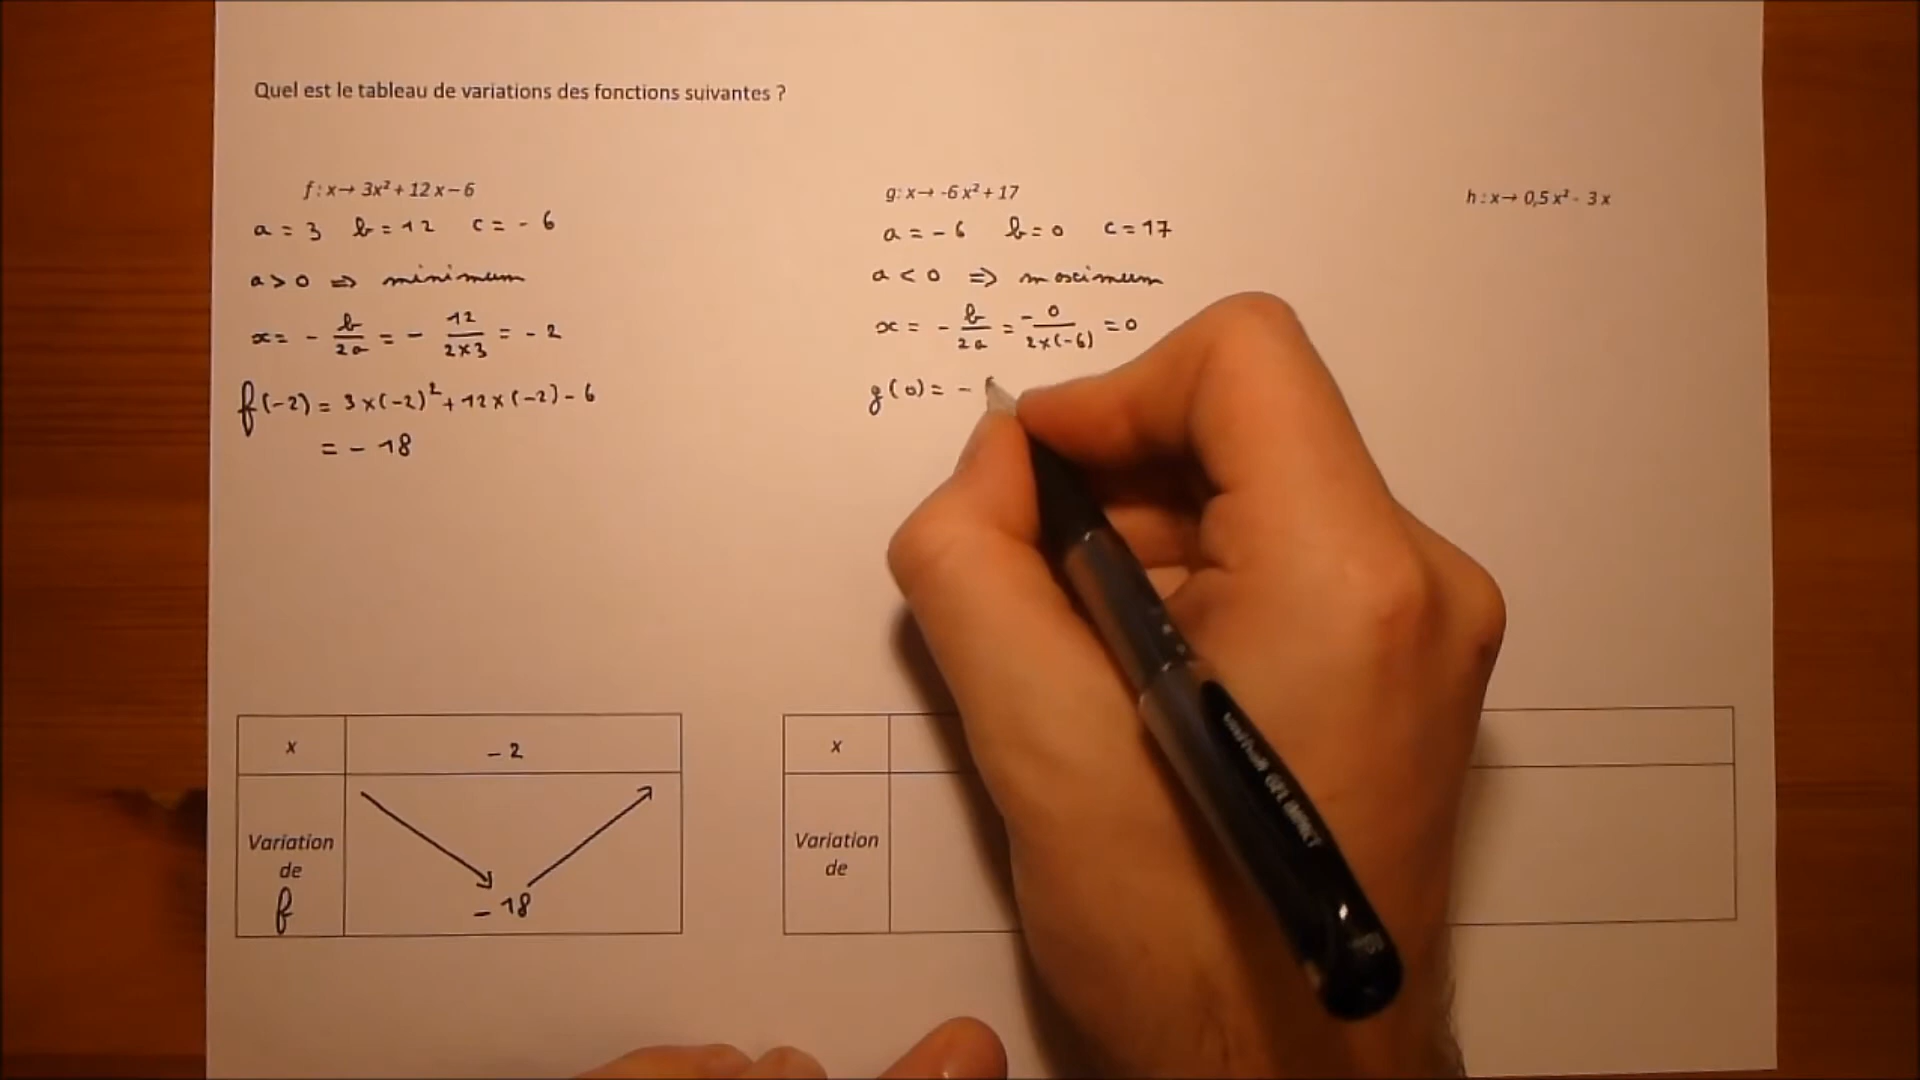 Quel est le tableau de variations des fonctions suivantes ?
f : x → 3x² + 12 x – 6
a = 3 b = 12 c = - 6
a > 0 ⇒ minimum
x = - b/2a = - 12/2×3 = - 2
f(-2) = 3×(-2)²+12×(-2)-6
= - 18
g: x → -6 x² + 17
a = - 6 b = 0 c = 17
a < 0 ⇒ maximum
x = - b/2a = - 0/2×(-6) = 0
g(0) = -
h : x → 0,5 x² - 3 x
x - 2
Variation
de
f
- 18
x
Variation
de